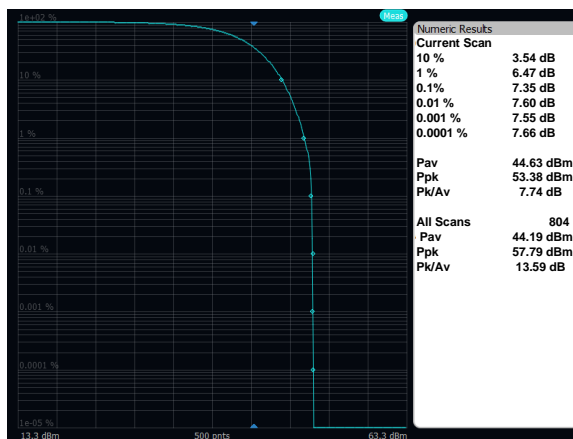 Meas
1e+02 %
10 %
1 %
0.1 %
0.01 %
0.001 %
0.0001 %
1e-05 %
13.3 dBm 500 pnts 63.3 dBm
Numeric Results
Current Scan
10 % 3.54 dB
1 % 6.47 dB
0.1% 7.35 dB
0.01 % 7.60 dB
0.001 % 7.55 dB
0.0001 % 7.66 dB
Pav 44.63 dBm
Ppk 53.38 dBm
Pk/Av 7.74 dB
All Scans 804
Pav 44.19 dBm
Ppk 57.79 dBm
Pk/Av 13.59 dB